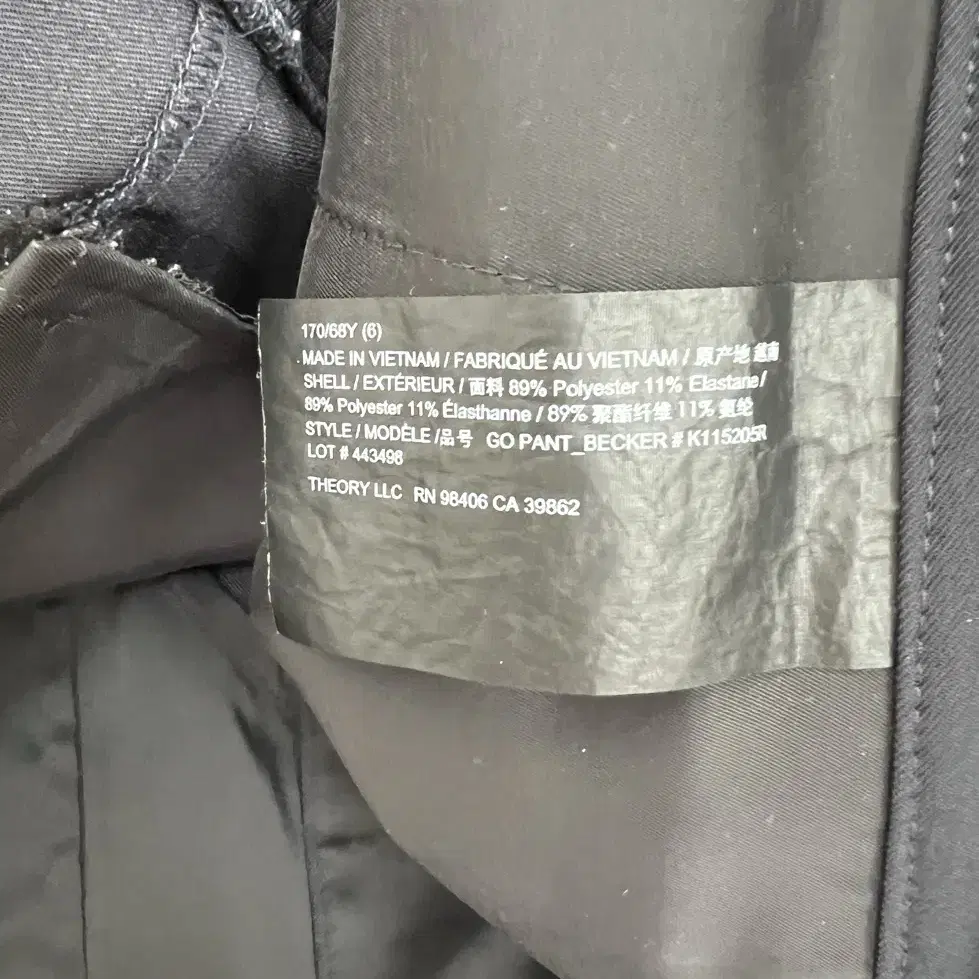 170/68Y (6)
MADE IN VIETNAM / FABRIQUÉ AU VIETNAM / 原产地 越南
SHELL / EXTÉRIEUR / 面料 89% Polyester 11% Elastane /
89% Polyester 11% Élasthanne / 89% 聚酯纤维 11% 氨纶
STYLE / MODÈLE /品号 GO PANT_BECKER # K115205R
LOT # 443498
THEORY LLC RN 98406 CA 39862